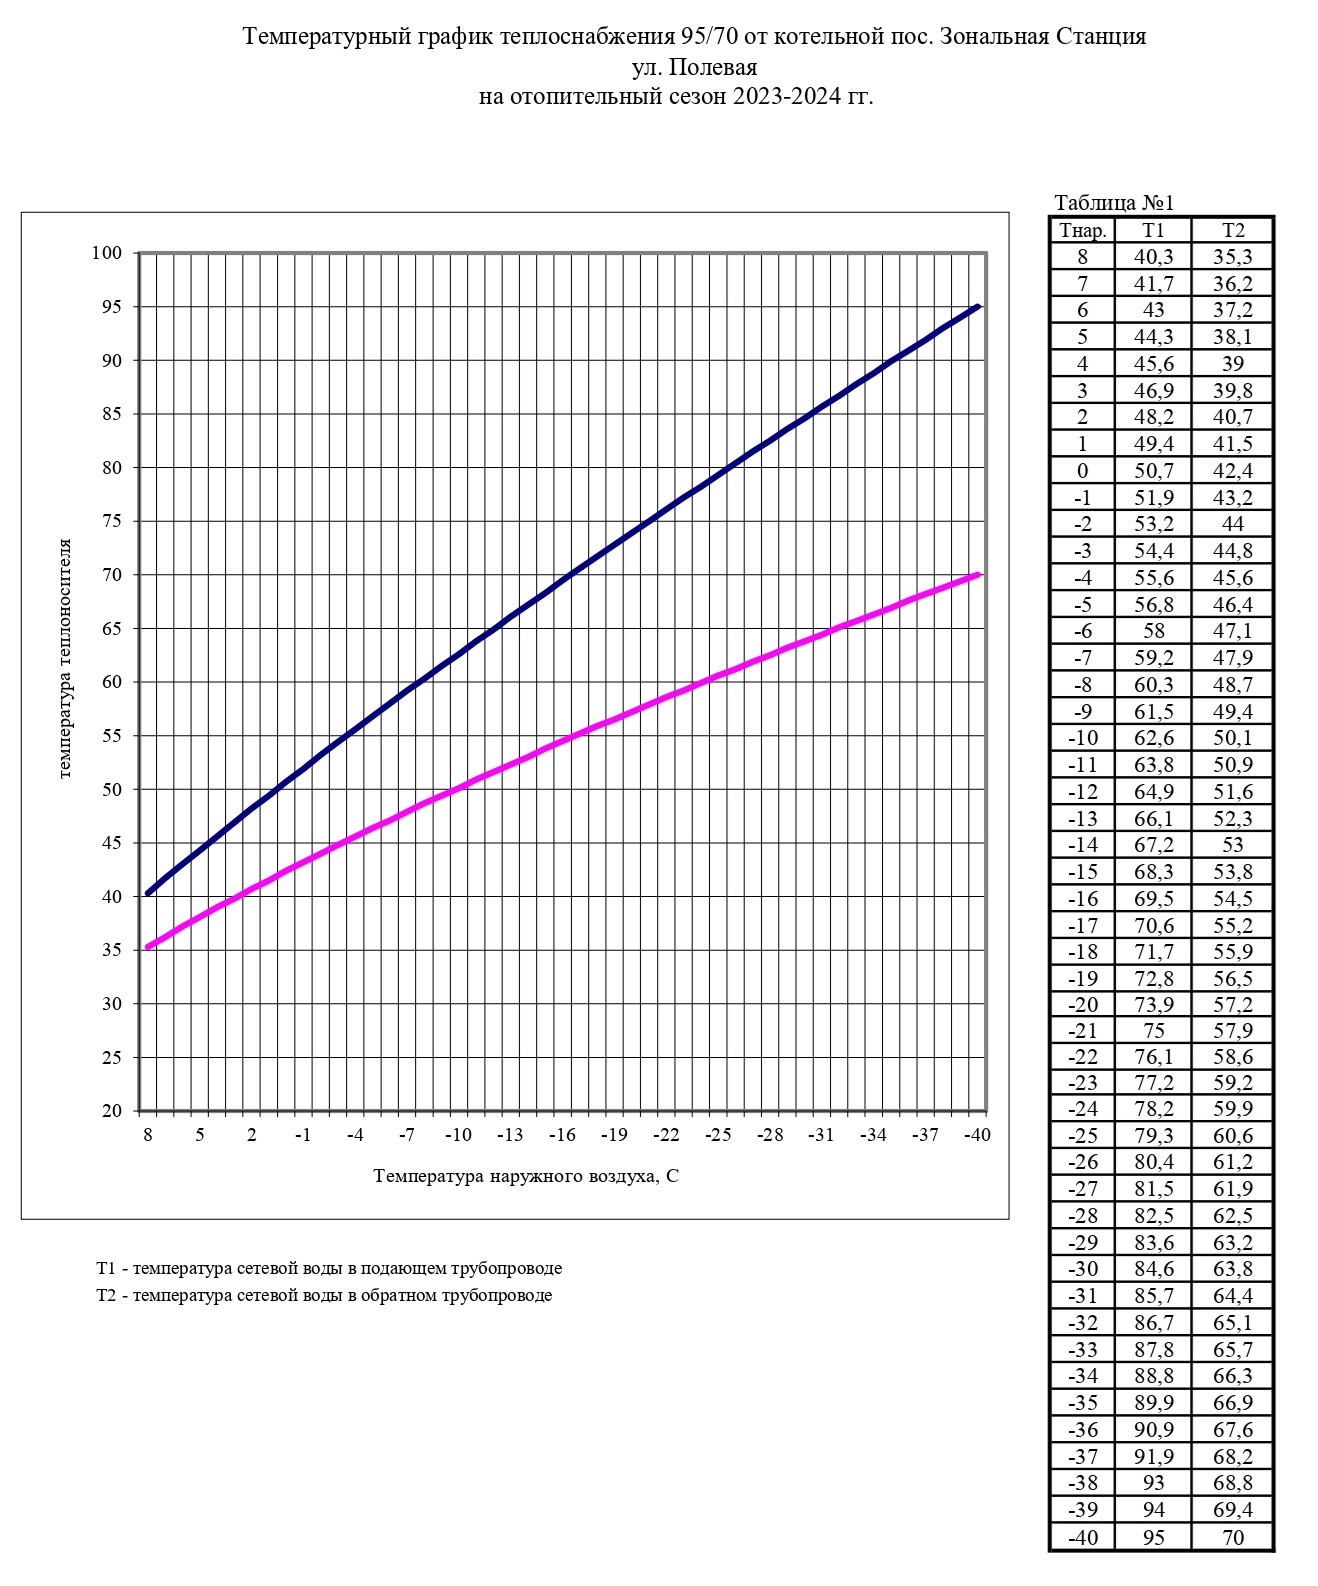 Температурный график теплоснабжения 95/70 от котельной пос. Зональная Станция
ул. Полевая
на отопительный сезон 2023-2024 гг.
100
95
90
85
80
75
70
65
60
55
50
45
40
35
30
25
20
температура теплоносителя
8 5 2 -1 -4 -7 -10 -13 -16 -19 -22 -25 -28 -31 -34 -37 -40
Температура наружного воздуха, С
Т1 - температура сетевой воды в подающем трубопроводе
Т2 - температура сетевой воды в обратном трубопроводе
Таблица №1
Тнар. Т1 Т2
8 40,3 35,3
7 41,7 36,2
6 43 37,2
5 44,3 38,1
4 45,6 39
3 46,9 39,8
2 48,2 40,7
1 49,4 41,5
0 50,7 42,4
-1 51,9 43,2
-2 53,2 44
-3 54,4 44,8
-4 55,6 45,6
-5 56,8 46,4
-6 58 47,1
-7 59,2 47,9
-8 60,3 48,7
-9 61,5 49,4
-10 62,6 50,1
-11 63,8 50,9
-12 64,9 51,6
-13 66,1 52,3
-14 67,2 53
-15 68,3 53,8
-16 69,5 54,5
-17 70,6 55,2
-18 71,7 55,9
-19 72,8 56,5
-20 73,9 57,2
-21 75 57,9
-22 76,1 58,6
-23 77,2 59,2
-24 78,2 59,9
-25 79,3 60,6
-26 80,4 61,2
-27 81,5 61,9
-28 82,5 62,5
-29 83,6 63,2
-30 84,6 63,8
-31 85,7 64,4
-32 86,7 65,1
-33 87,8 65,7
-34 88,8 66,3
-35 89,9 66,9
-36 90,9 67,6
-37 91,9 68,2
-38 93 68,8
-39 94 69,4
-40 95 70